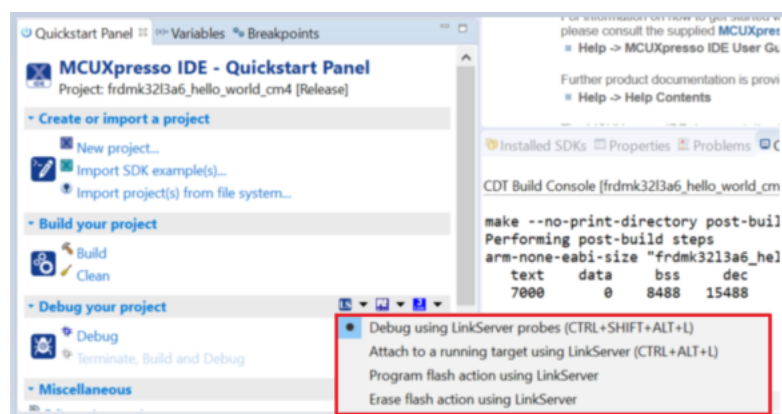 Quickstart Panel (x)= Variables Breakpoints
MCUXpresso IDE - Quickstart Panel
IDE
Project: frdmk32l3a6_hello_world_cm4 [Release]
Create or import a project
New project...
Import SDK example(s)...
Import project(s) from file system...
Build your project
Build
Clean
Debug your project
LS
Debug
Terminate, Build and Debug
Miscellaneous
please consult the supplied MCUXpres
Help -> MCUXpresso IDE User Gu
Further product documentation is provi
Help -> Help Contents
Installed SDKs Properties Problems C
CDT Build Console [frdmk32l3a6_hello_world_cm
make --no-print-directory post-buil
Performing post-build steps
arm-none-eabi-size "frdmk32l3a6_hel
text data bss dec
7000 0 8488 15488
Debug using LinkServer probes (CTRL+SHIFT+ALT+L)
Attach to a running target using LinkServer (CTRL+ALT+L)
Program flash action using LinkServer
Erase flash action using LinkServer